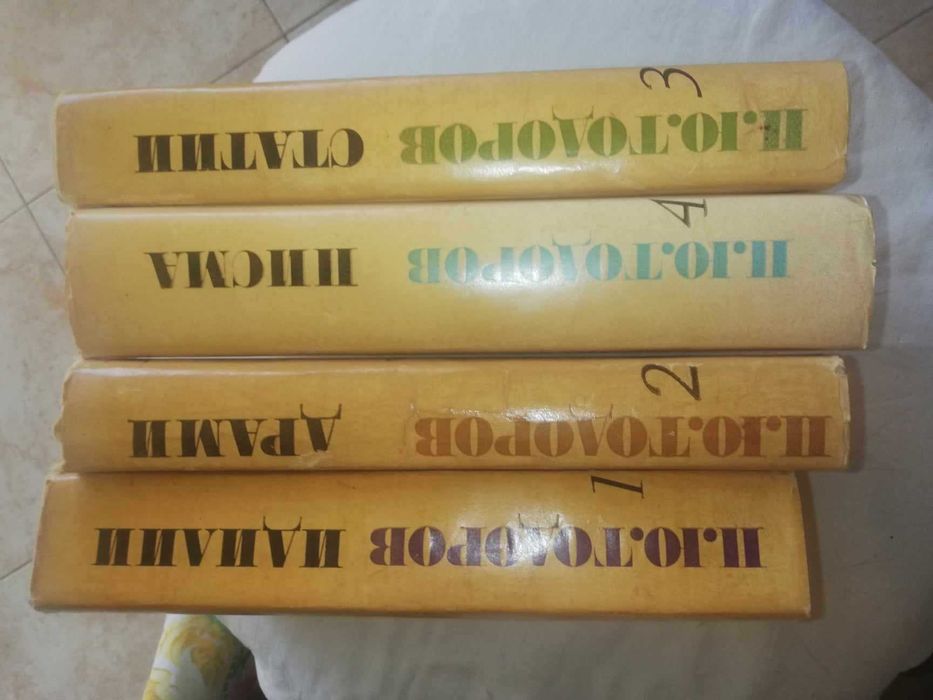 3
П.Ю.ТОДОРОВ СТАТИИ
4
П.Ю.ТОДОРОВ ПИСМА
2
П.Ю.ТОДОРОВ ДРАМИ
1
П.Ю.ТОДОРОВ ИДИЛИИ